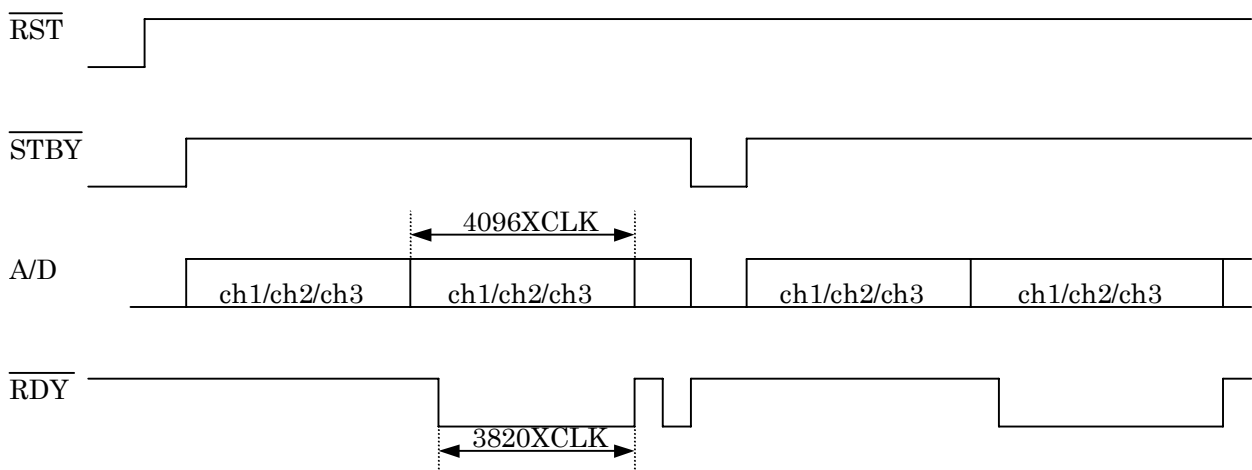 RST
STBY
4096XCLK
A/D
ch1/ch2/ch3 ch1/ch2/ch3 ch1/ch2/ch3 ch1/ch2/ch3
RDY
3820XCLK